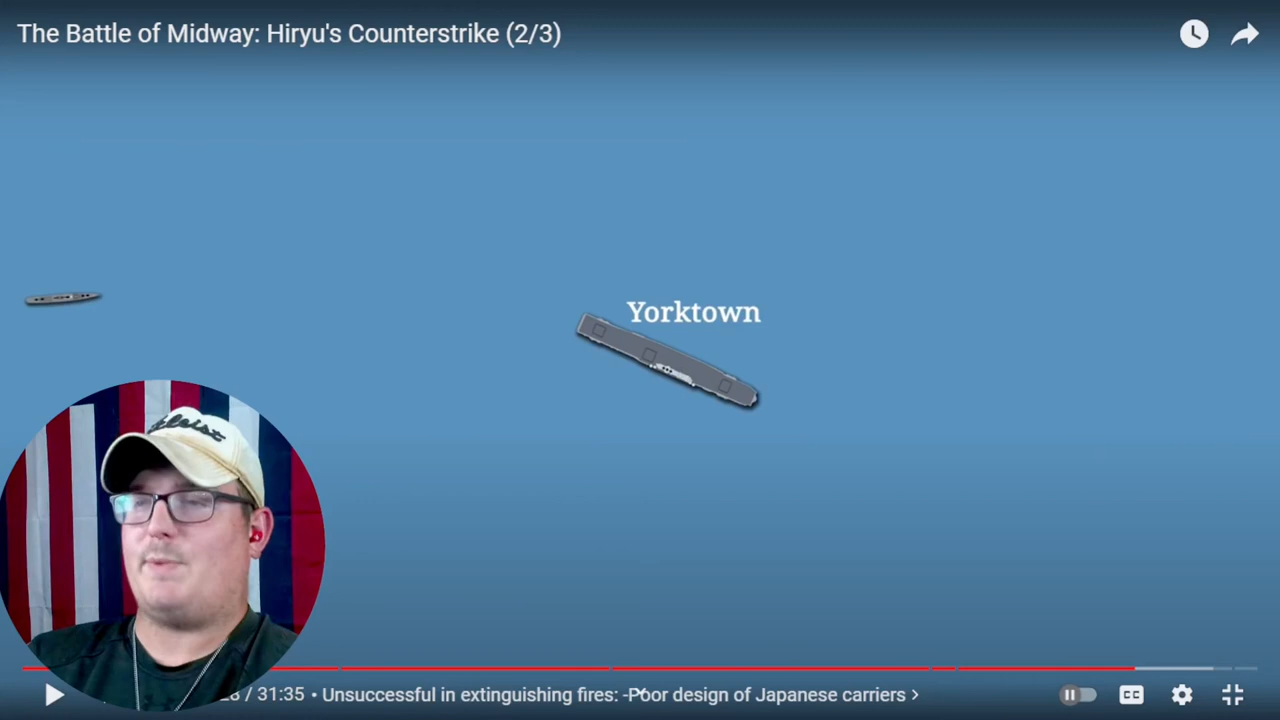 The Battle of Midway: Hiryu's Counterstrike (2/3)
Yorktown
/ 31:35 • Unsuccessful in extinguishing fires: -Poor design of Japanese carriers >
CC